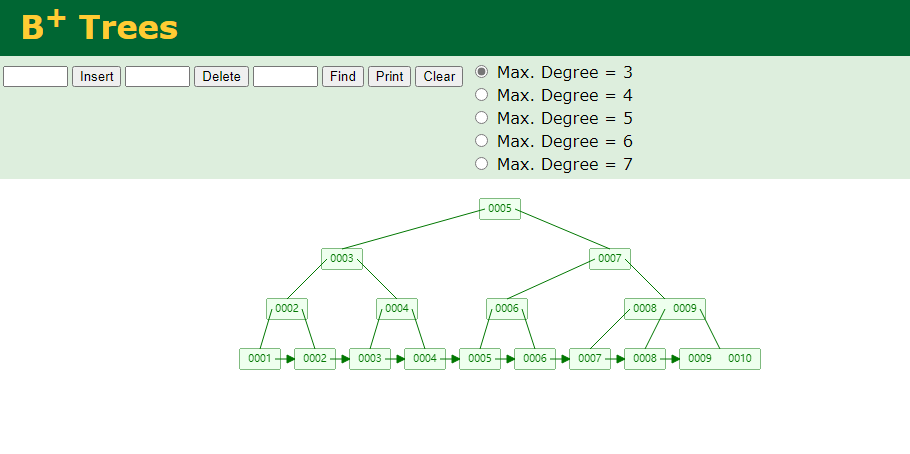 B+ Trees
Insert Delete Find Print Clear
Max. Degree = 3
Max. Degree = 4
Max. Degree = 5
Max. Degree = 6
Max. Degree = 7
0005
0003 0007
0002 0004 0006 0008 0009
0001 0002 0003 0004 0005 0006 0007 0008 0009 0010